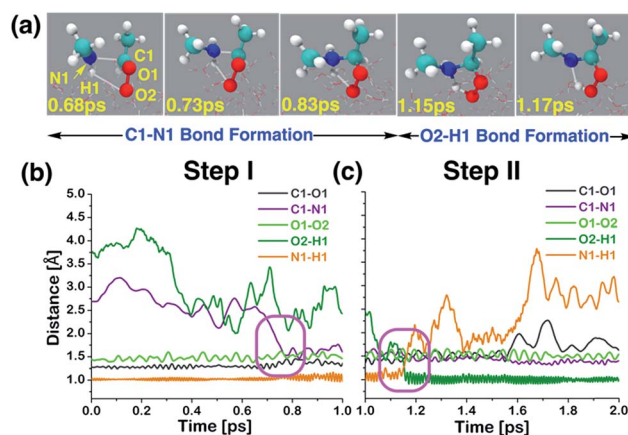 (a)
C1
N1
O1
H1
O2
0.68ps
0.73ps
0.83ps
1.15ps
1.17ps
C1-N1 Bond Formation
O2-H1 Bond Formation
(b)
Step I
C1-O1
C1-N1
O1-O2
O2-H1
N1-H1
Distance [Å]
5.0
4.5
4.0
3.5
3.0
2.5
2.0
1.5
1.0
0.0 0.2 0.4 0.6 0.8 1.0
Time [ps]
(c)
Step II
C1-O1
C1-N1
O1-O2
O2-H1
N1-H1
1.0 1.2 1.4 1.6 1.8 2.0
Time [ps]